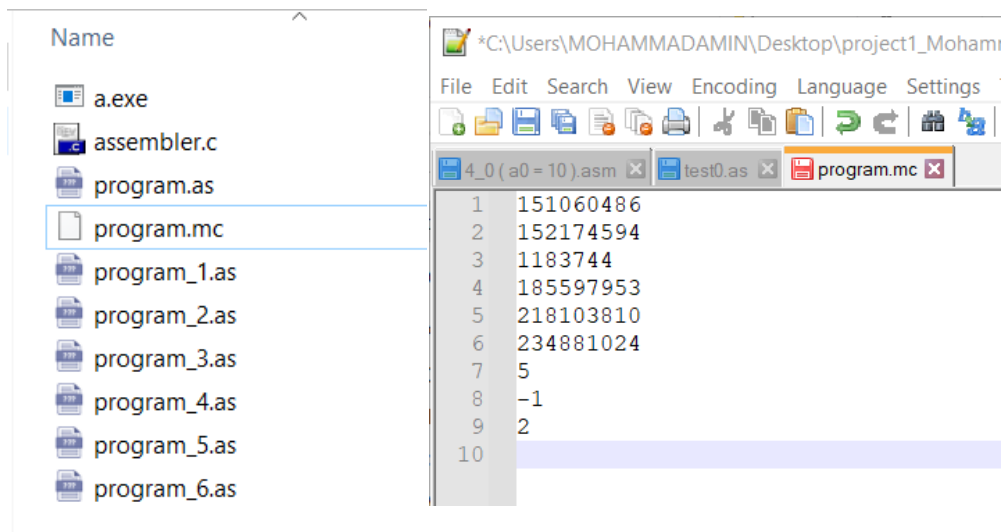 Name
a.exe
assembler.c
program.as
program.mc
program_1.as
program_2.as
program_3.as
program_4.as
program_5.as
program_6.as
*C:\Users\MOHAMMADAMIN\Desktop\project1_Moham
File Edit Search View Encoding Language Settings
4_0 ( a0 = 10 ).asm test0.as program.mc
1 151060486
2 152174594
3 1183744
4 185597953
5 218103810
6 234881024
7 5
8 -1
9 2
10